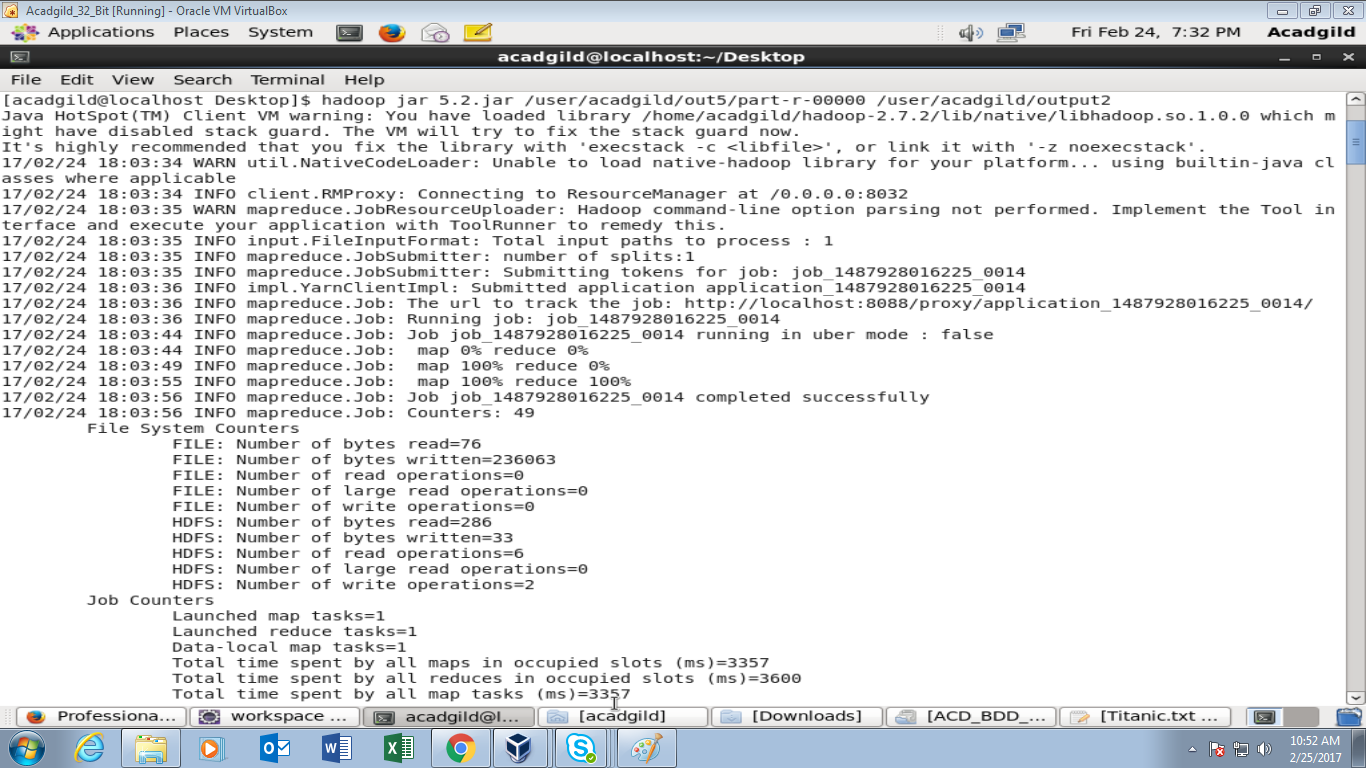 Acadgild_32_Bit [Running] - Oracle VM VirtualBox
Applications Places System Fri Feb 24, 7:32 PM Acadgild
acadgild@localhost:~/Desktop
File Edit View Search Terminal Help
[acadgild@localhost Desktop]$ hadoop jar 5.2.jar /user/acadgild/out5/part-r-00000 /user/acadgild/output2
Java HotSpot(TM) Client VM warning: You have loaded library /home/acadgild/hadoop-2.7.2/lib/native/libhadoop.so.1.0.0 which m
ight have disabled stack guard. The VM will try to fix the stack guard now.
It's highly recommended that you fix the library with 'execstack -c <libfile>', or link it with '-z noexecstack'.
17/02/24 18:03:34 WARN util.NativeCodeLoader: Unable to load native-hadoop library for your platform... using builtin-java cl
asses where applicable
17/02/24 18:03:34 INFO client.RMProxy: Connecting to ResourceManager at /0.0.0.0:8032
17/02/24 18:03:35 WARN mapreduce.JobResourceUploader: Hadoop command-line option parsing not performed. Implement the Tool in
terface and execute your application with ToolRunner to remedy this.
17/02/24 18:03:35 INFO input.FileInputFormat: Total input paths to process : 1
17/02/24 18:03:35 INFO mapreduce.JobSubmitter: number of splits:1
17/02/24 18:03:35 INFO mapreduce.JobSubmitter: Submitting tokens for job: job_1487928016225_0014
17/02/24 18:03:36 INFO impl.YarnClientImpl: Submitted application application_1487928016225_0014
17/02/24 18:03:36 INFO mapreduce.Job: The url to track the job: http://localhost:8088/proxy/application_1487928016225_0014/
17/02/24 18:03:36 INFO mapreduce.Job: Running job: job_1487928016225_0014
17/02/24 18:03:44 INFO mapreduce.Job: Job job_1487928016225_0014 running in uber mode : false
17/02/24 18:03:44 INFO mapreduce.Job:  map 0% reduce 0%
17/02/24 18:03:49 INFO mapreduce.Job:  map 100% reduce 0%
17/02/24 18:03:55 INFO mapreduce.Job:  map 100% reduce 100%
17/02/24 18:03:56 INFO mapreduce.Job: Job job_1487928016225_0014 completed successfully
17/02/24 18:03:56 INFO mapreduce.Job: Counters: 49
File System Counters
FILE: Number of bytes read=76
FILE: Number of bytes written=236063
FILE: Number of read operations=0
FILE: Number of large read operations=0
FILE: Number of write operations=0
HDFS: Number of bytes read=286
HDFS: Number of bytes written=33
HDFS: Number of read operations=6
HDFS: Number of large read operations=0
HDFS: Number of write operations=2
Job Counters
Launched map tasks=1
Launched reduce tasks=1
Data-local map tasks=1
Total time spent by all maps in occupied slots (ms)=3357
Total time spent by all reduces in occupied slots (ms)=3600
Total time spent by all map tasks (ms)=3357
Professiona... workspace ... acadgild@l... [acadgild] [Downloads] [ACD_BDD_... [Titanic.txt ...
10:52 AM
2/25/2017